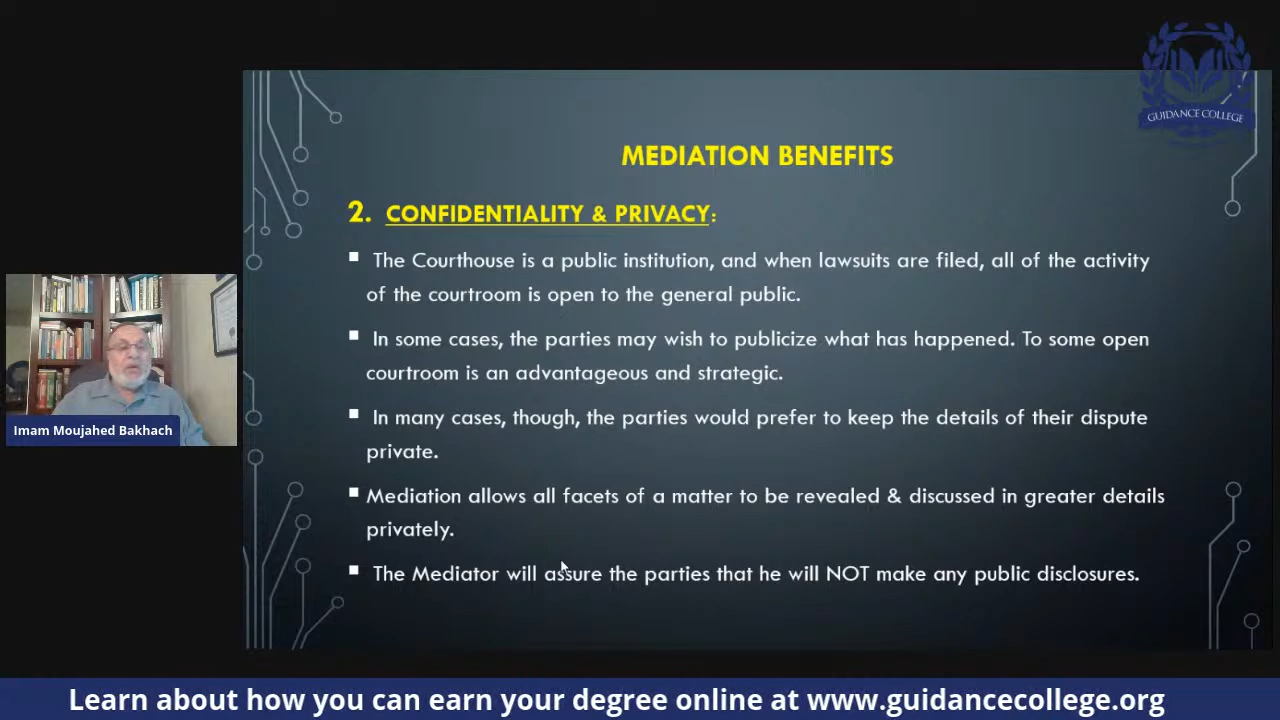 GUIDANCE COLLEGE
MEDIATION BENEFITS
2. CONFIDENTIALITY & PRIVACY:
▪ The Courthouse is a public institution, and when lawsuits are filed, all of the activity
of the courtroom is open to the general public.
▪ In some cases, the parties may wish to publicize what has happened. To some open
courtroom is an advantageous and strategic.
▪ In many cases, though, the parties would prefer to keep the details of their dispute
private.
▪ Mediation allows all facets of a matter to be revealed & discussed in greater details
privately.
▪ The Mediator will assure the parties that he will NOT make any public disclosures.
Imam Moujahed Bakhach
Learn about how you can earn your degree online at www.guidancecollege.org